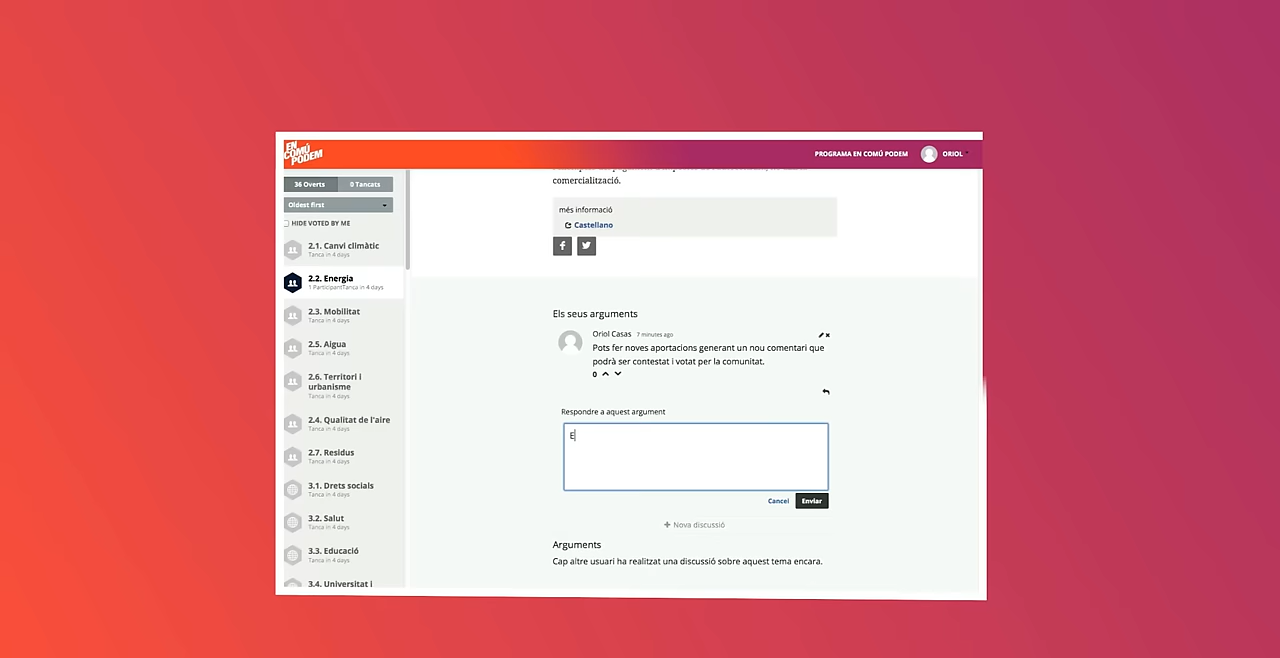 EN
COMÚ
PODEM
PROGRAMA EN COMÚ PODEM
ORIOL
36 Overts
0 Tancats
Oldest first
HIDE VOTED BY ME
2.1. Canvi climàtic
Tanca in 4 days
2.2. Energia
1 ParticipantTanca in 4 days
2.3. Mobilitat
Tanca in 4 days
2.5. Aigua
Tanca in 4 days
2.6. Territori i
urbanisme
Tanca in 4 days
2.4. Qualitat de l'aire
Tanca in 4 days
2.7. Residus
Tanca in 4 days
3.1. Drets socials
Tanca in 4 days
3.2. Salut
Tanca in 4 days
3.3. Educació
Tanca in 4 days
3.4. Universitat i
comercialització.
més informació
Castellano
Els seus arguments
Oriol Casas 7 minutes ago
Pots fer noves aportacions generant un nou comentari que
podrà ser contestat i votat per la comunitat.
0
Respondre a aquest argument
E
Cancel
Enviar
+ Nova discussió
Arguments
Cap altre usuari ha realitzat una discussió sobre aquest tema encara.